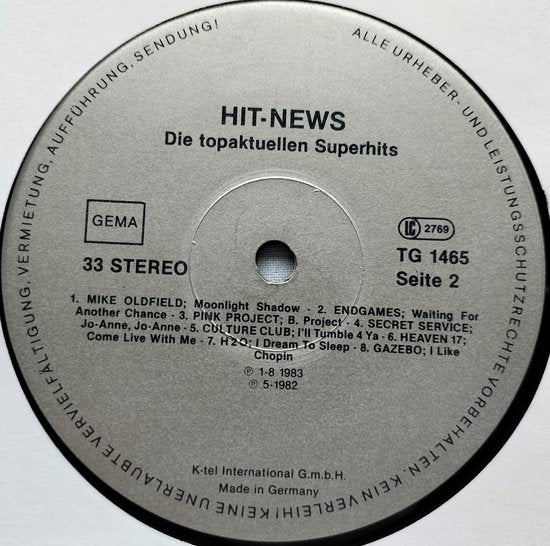 ALLE URHEBER- UND LEISTUNGSSCHUTZRECHTE VORBEHALTEN. KEIN VERLEIH! KEINE UNERLAUBTE VERVIELFÄLTIGUNG, VERMIETUNG, AUFFÜHRUNG, SENDUNG!
HIT-NEWS
Die topaktuellen Superhits
GEMA
LC 2769
33 STEREO
TG 1465
Seite 2
1. MIKE OLDFIELD; Moonlight Shadow - 2. ENDGAMES; Waiting For
Another Chance - 3. PINK PROJECT; B. Project - 4. SECRET SERVICE;
Jo-Anne, Jo-Anne - 5. CULTURE CLUB; I'll Tumble 4 Ya - 6. HEAVEN 17;
Come Live With Me - 7. H2O; I Dream To Sleep - 8. GAZEBO; I Like
Chopin
℗ 1-8 1983
℗ 5-1982
K-tel International G.m.b.H.
Made in Germany